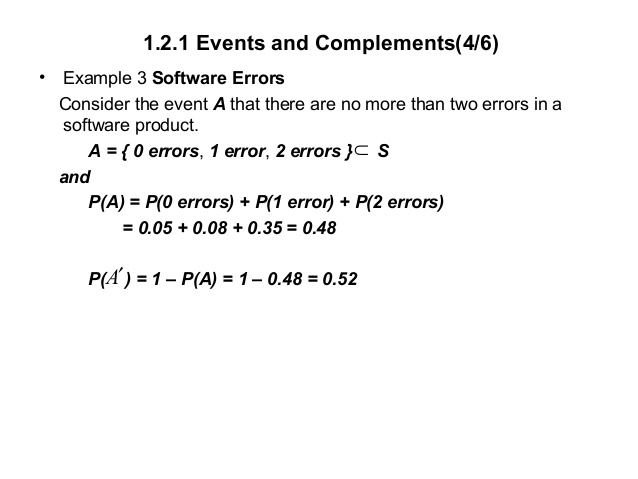 1.2.1 Events and Complements(4/6)
• Example 3 Software Errors
Consider the event A that there are no more than two errors in a
software product.
A = { 0 errors, 1 error, 2 errors }⊂ S
and
P(A) = P(0 errors) + P(1 error) + P(2 errors)
= 0.05 + 0.08 + 0.35 = 0.48
P(A′) = 1 – P(A) = 1 – 0.48 = 0.52